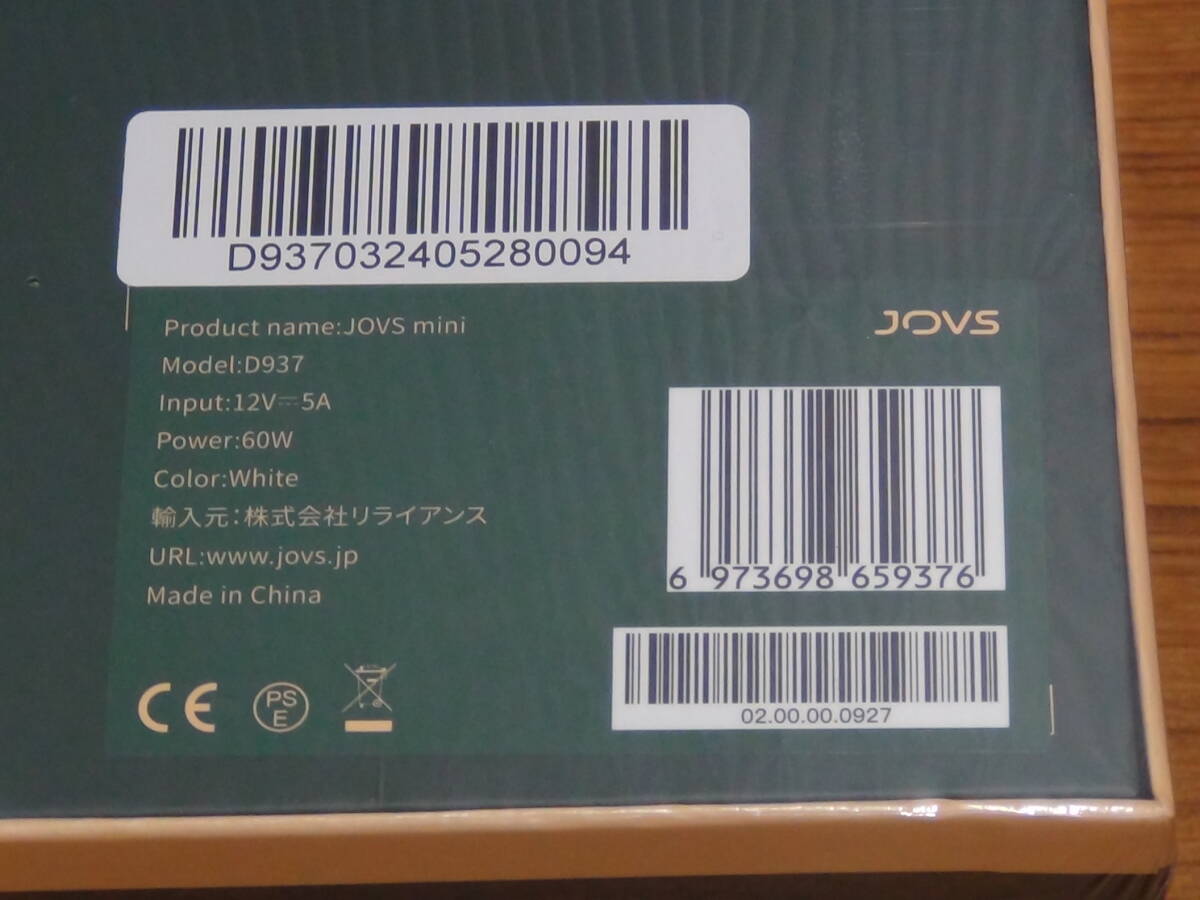 D937032405280094
Product name:JOVS mini
Model:D937
Input:12V⎓5A
Power:60W
Color:White
輸入元:株式会社リライアンス
URL:www.jovs.jp
Made in China
CE
PS
E
JOVS
6 973698 659376
02.00.00.0927